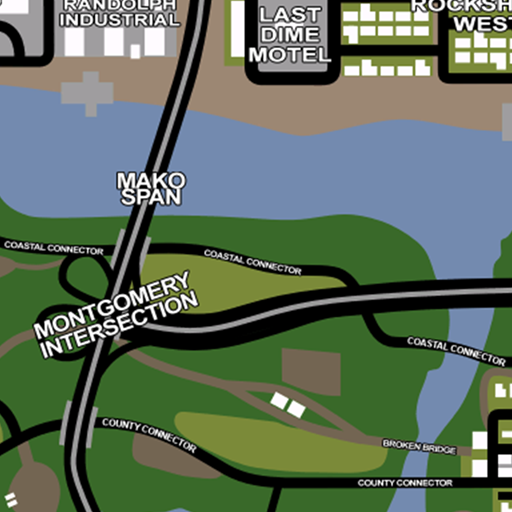 RANDOLPH
INDUSTRIAL
LAST
DIME
MOTEL
WEST
MAKO
SPAN
COASTAL CONNECTOR
COASTAL CONNECTOR
MONTGOMERY
INTERSECTION
COASTAL CONNECTOR
COUNTY CONNECTOR
BROKEN BRIDGE
COUNTY CONNECTOR